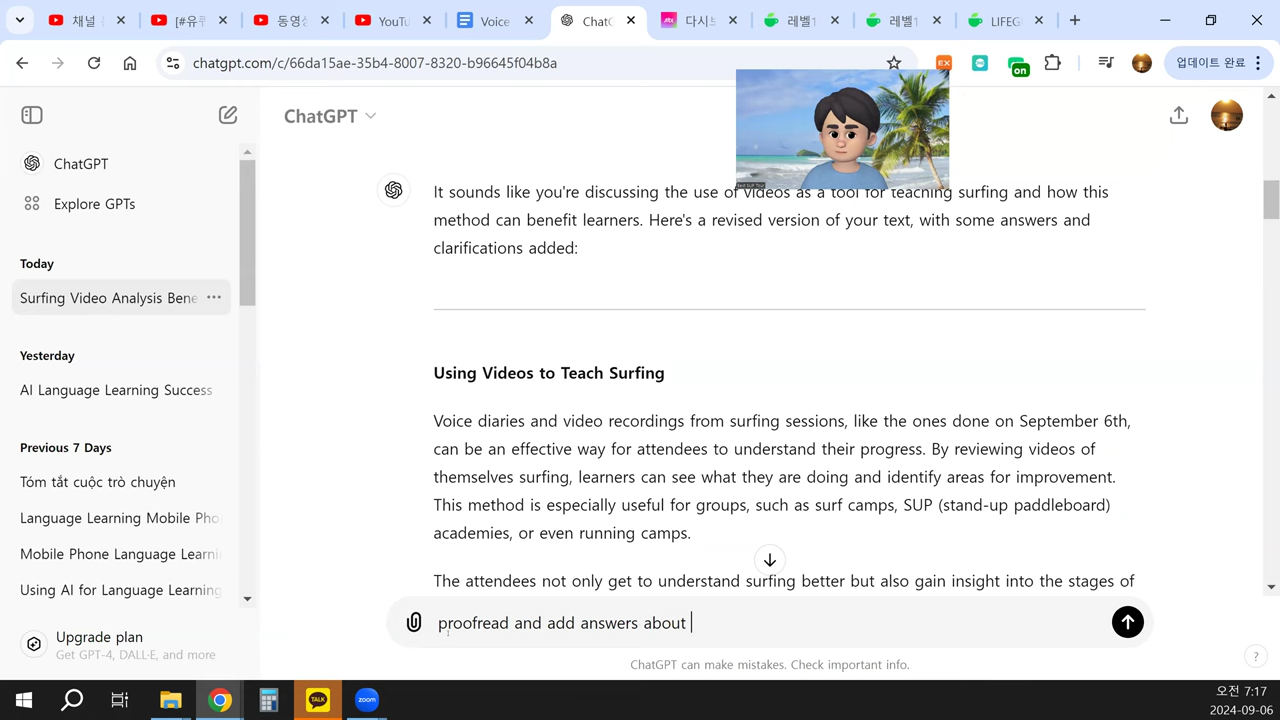 채널
[#유
동영상
YouTu
Voice
ChatG
다시보
레벨1
레벨1
LIFEG
chatgpt.com/c/66da15ae-35b4-8007-8320-b96645f04b8a
EX
on
업데이트 완료
ChatGPT
ChatGPT
Explore GPTs
Today
Surfing Video Analysis Bene
Yesterday
AI Language Learning Success
Previous 7 Days
Tóm tắt cuộc trò chuyện
Language Learning Mobile Pho
Mobile Phone Language Learni
Using AI for Language Learning
Upgrade plan
Get GPT-4, DALL·E, and more
It sounds like you're discussing the use of videos as a tool for teaching surfing and how this
method can benefit learners. Here's a revised version of your text, with some answers and
clarifications added:
Using Videos to Teach Surfing
Voice diaries and video recordings from surfing sessions, like the ones done on September 6th,
can be an effective way for attendees to understand their progress. By reviewing videos of
themselves surfing, learners can see what they are doing and identify areas for improvement.
This method is especially useful for groups, such as surf camps, SUP (stand-up paddleboard)
academies, or even running camps.
The attendees not only get to understand surfing better but also gain insight into the stages of
proofread and add answers about
ChatGPT can make mistakes. Check important info.
?
TALK
zoom
오전 7:17
2024-09-06